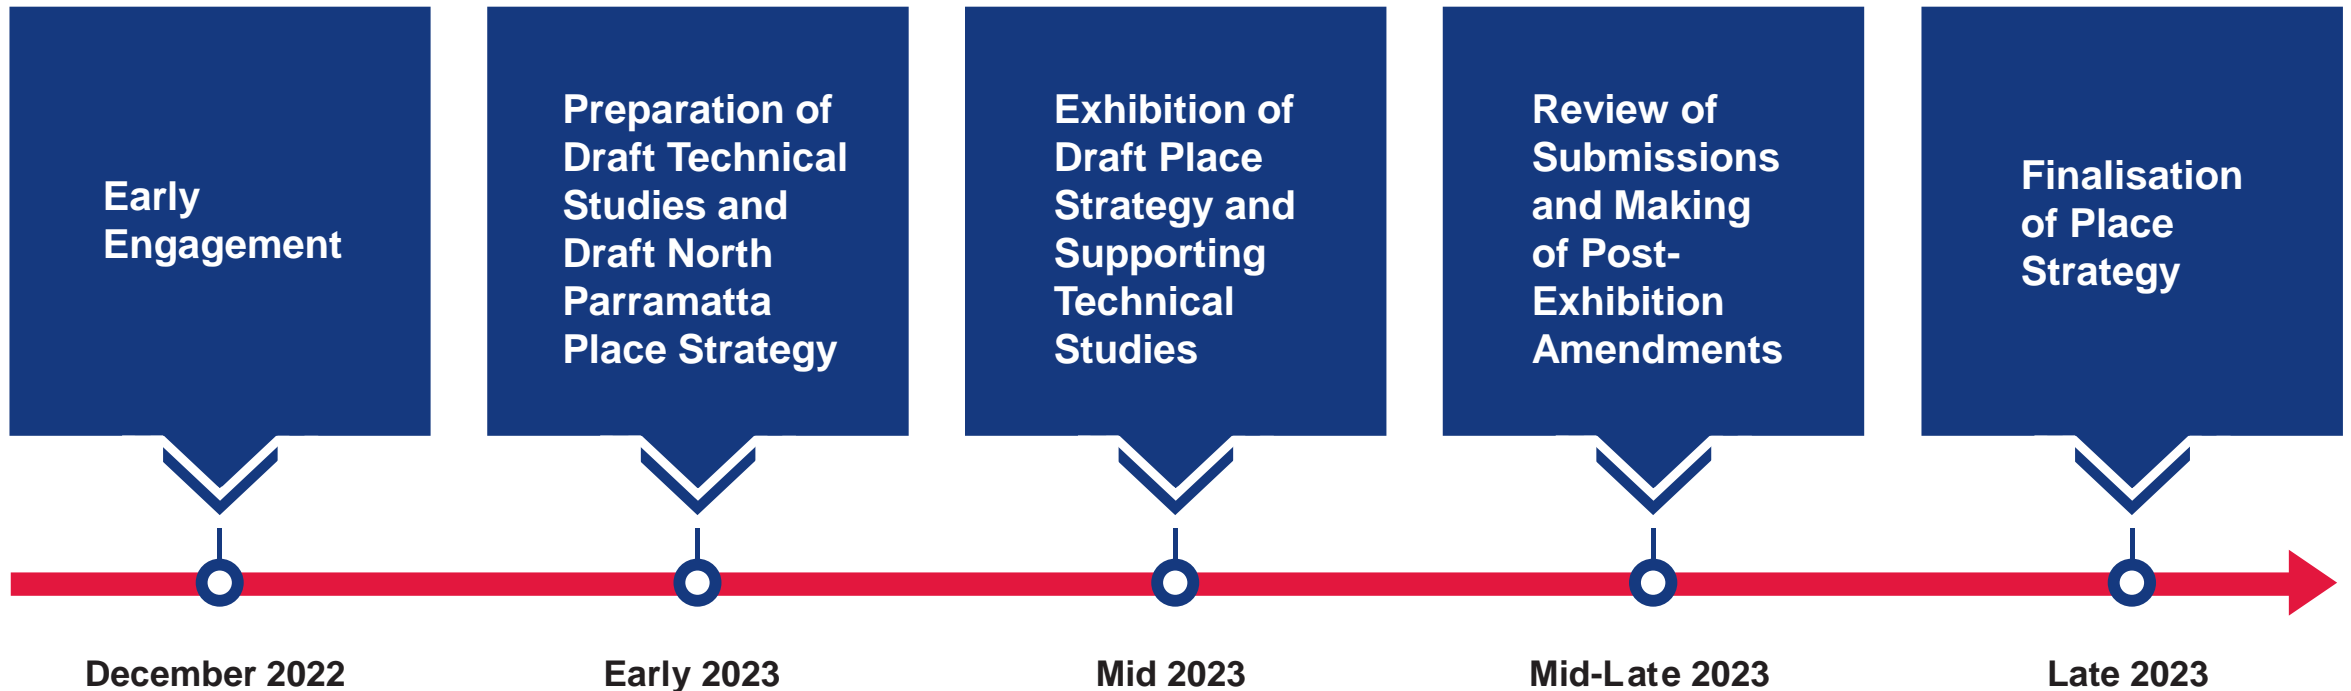 Early
Engagement
Preparation of
Draft Technical
Studies and
Draft North
Parramatta
Place Strategy
Exhibition of
Draft Place
Strategy and
Supporting
Technical
Studies
Review of
Submissions
and Making
of Post-
Exhibition
Amendments
Finalisation
of Place
Strategy
December 2022
Early 2023
Mid 2023
Mid-Late 2023
Late 2023